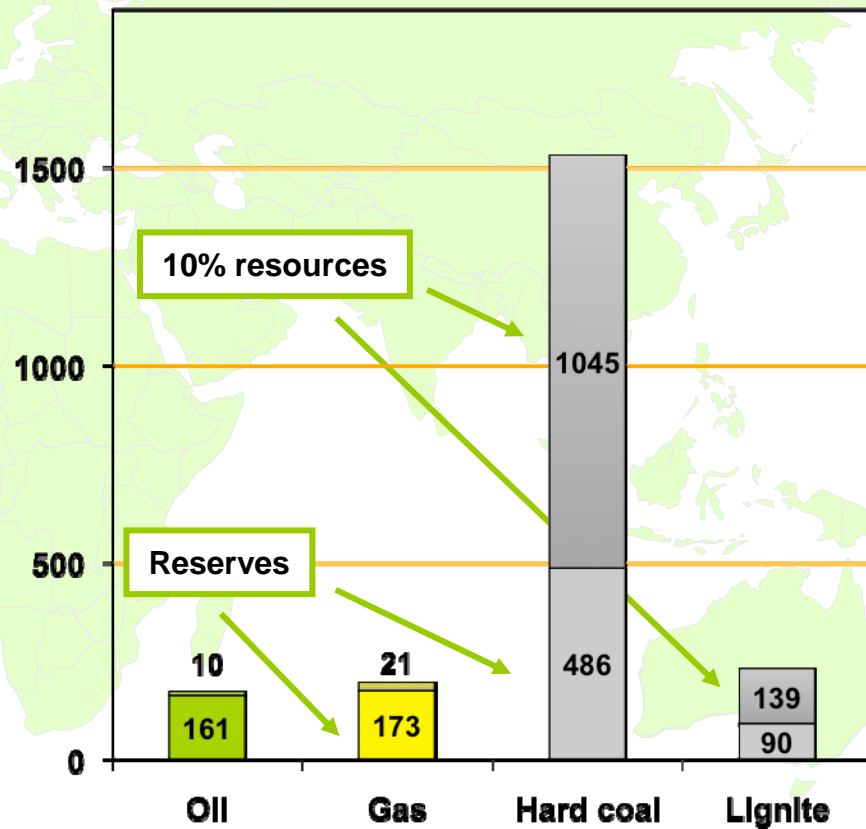 1500
10% resources
1000
1045
500
Reserves
10
21
486
139
161
173
90
0
Oil
Gas
Hard coal
Lignite